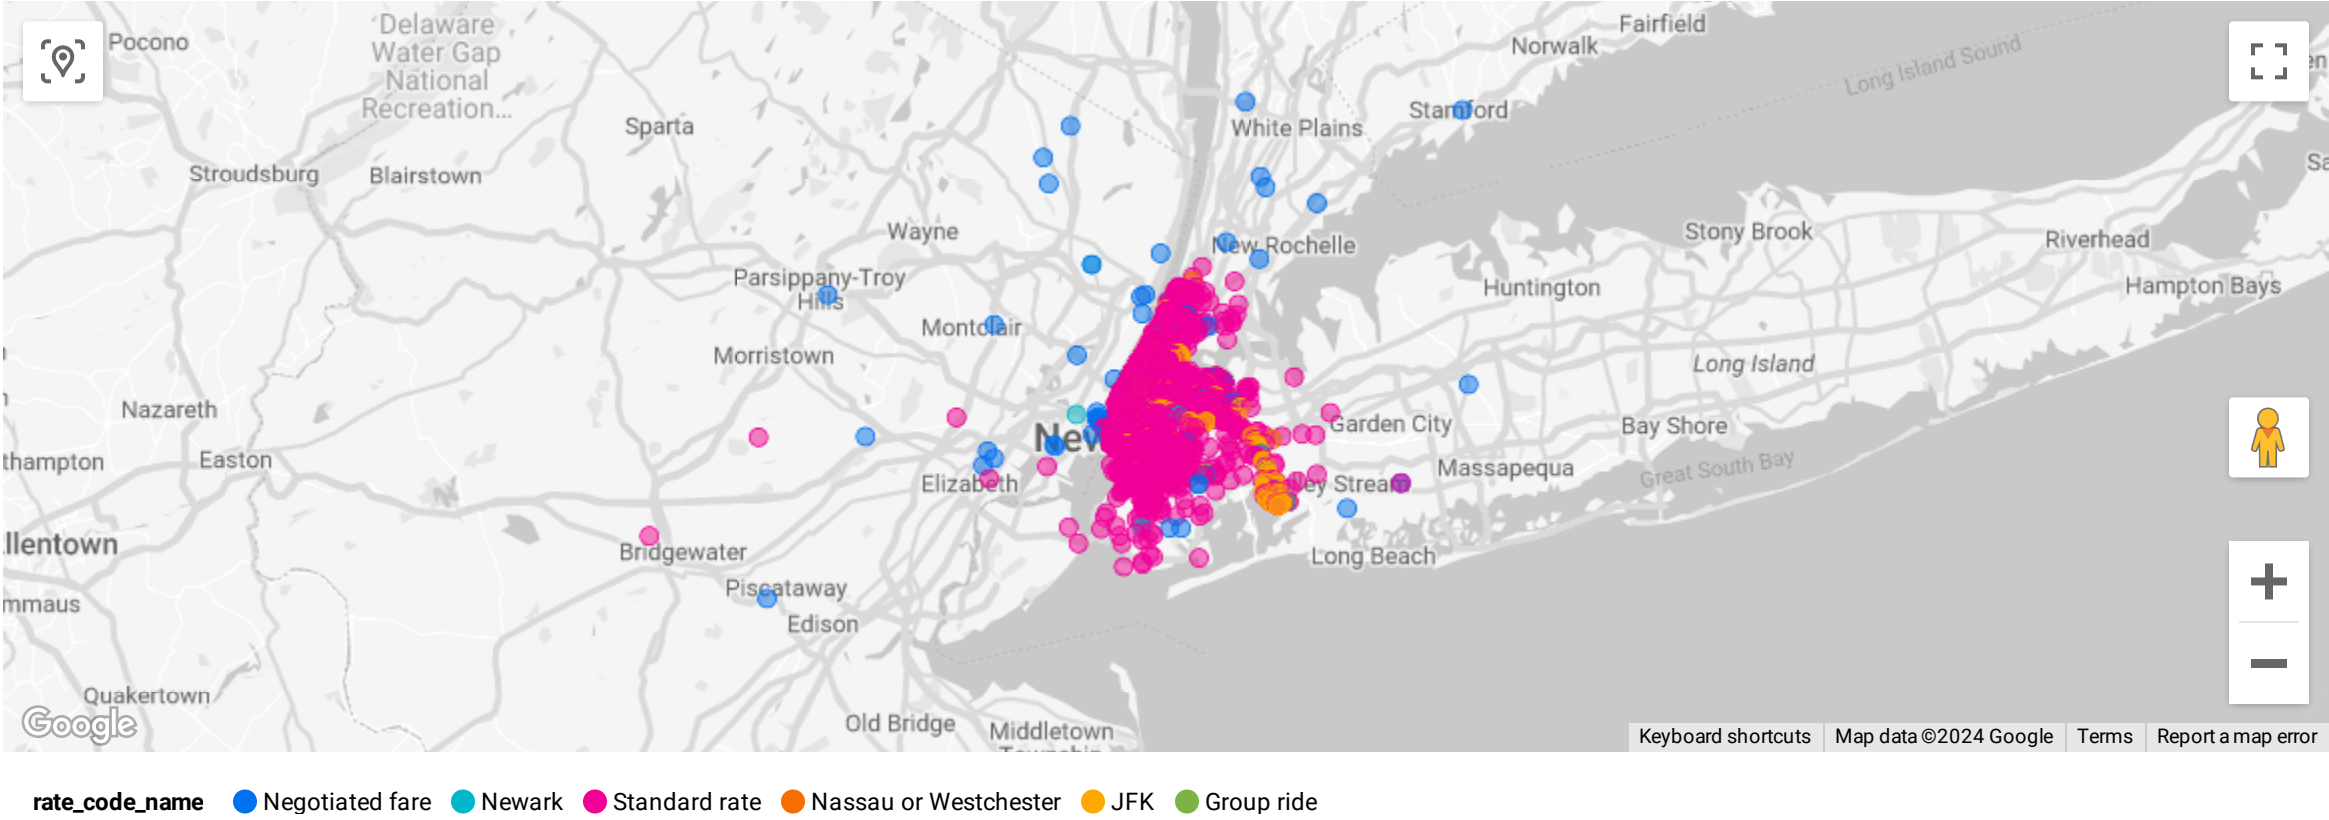 Delaware
Water Gap
National
Recreation...
Pocono
Fairfield
Norwalk
Long Island Sound
Sparta
White Plains
Stamford
Stroudsburg
Blairstown
Wayne
New Rochelle
Stony Brook
Riverhead
Parsippany-Troy
Hills
Huntington
Hampton Bays
Montclair
Morristown
Long Island
Nazareth
Garden City
Bay Shore
New
thampton
Easton
Elizabeth
ley Stream
Massapequa
Great South Bay
llentown
Bridgewater
Long Beach
Piscataway
mmaus
Edison
Quakertown
Old Bridge
Middletown
Township
Google
Keyboard shortcuts
Map data ©2024 Google
Terms
Report a map error
rate_code_name Negotiated fare Newark Standard rate Nassau or Westchester JFK Group ride